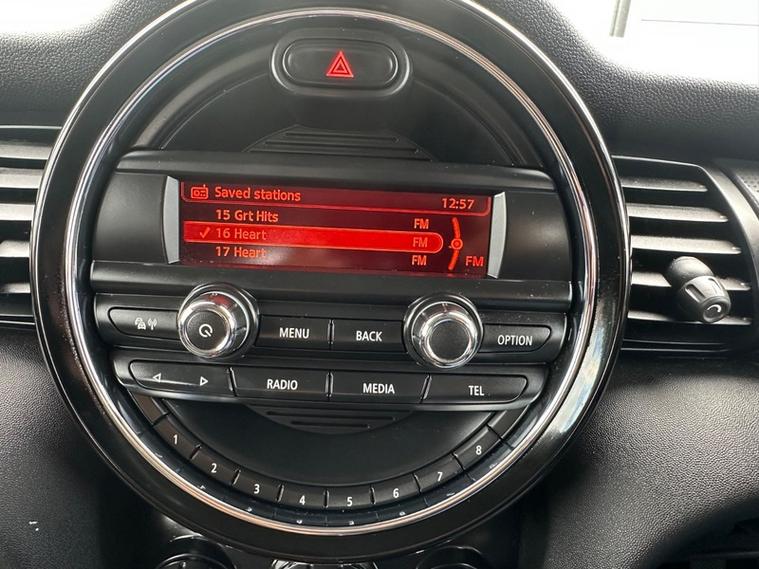 Saved stations 12:57
15 Grt Hits FM
✓ 16 Heart FM
17 Heart FM FM
MENU BACK OPTION
RADIO MEDIA TEL
1 2 3 4 5 6 7 8